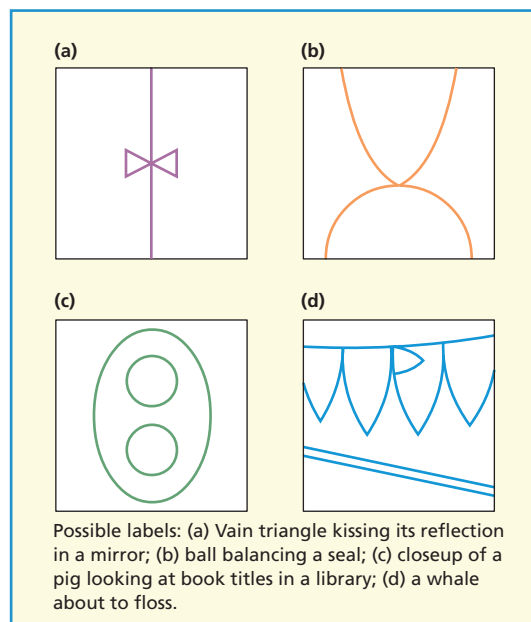 (a)
(b)
(c)
(d)
Possible labels: (a) Vain triangle kissing its reflection
in a mirror; (b) ball balancing a seal; (c) closeup of a
pig looking at book titles in a library; (d) a whale
about to floss.